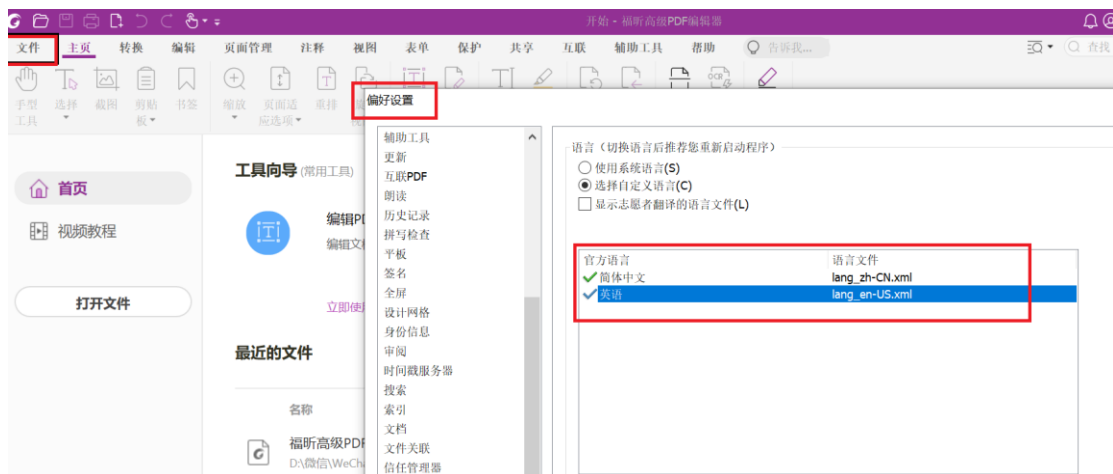 开始 - 福昕高级PDF编辑器
文件 主页 转换 编辑 页面管理 注释 视图 表单 保护 共享 互联 辅助工具 帮助 告诉我... 查找
手型工具 选择 截图 剪贴板 书签 缩放 页面适应选项 重排
偏好设置
首页
视频教程
打开文件
工具向导 (常用工具)
编辑PD
编辑文
立即使
最近的文件
名称
福昕高级PDF
D:\微信\WeCh
辅助工具
更新
互联PDF
朗读
历史记录
拼写检查
平板
签名
全屏
设计网格
身份信息
审阅
时间戳服务器
搜索
索引
文档
文件关联
信任管理器
语言（切换语言后推荐您重新启动程序）
使用系统语言(S)
选择自定义语言(C)
显示志愿者翻译的语言文件(L)
官方语言 语言文件
简体中文 lang_zh-CN.xml
英语 lang_en-US.xml